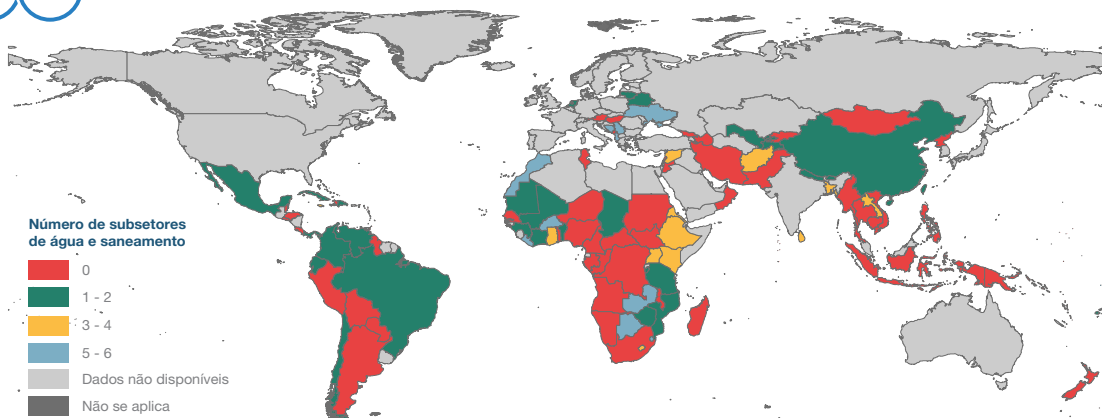 Número de subsetores
de água e saneamento
0
1 - 2
3 - 4
5 - 6
Dados não disponíveis
Não se aplica